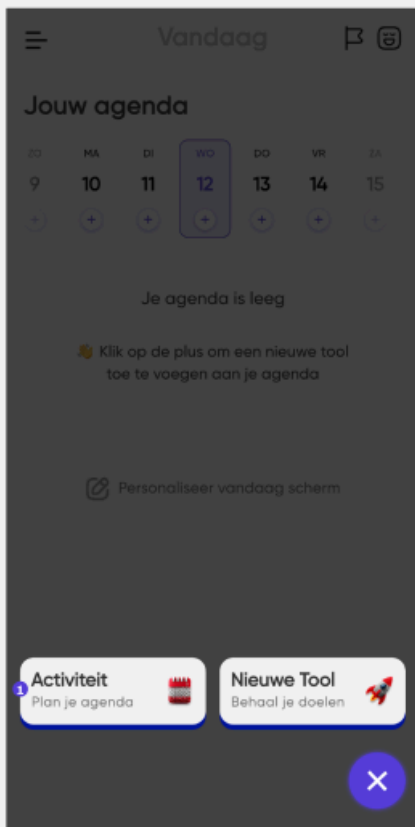 Vandaag
Jouw agenda
ZO MA DI WO DO VR ZA
9 10 11 12 13 14 15
+ + + + + + +
Je agenda is leeg
👋 Klik op de plus om een nieuwe tool
toe te voegen aan je agenda
Personaliseer vandaag scherm
1
Activiteit
Plan je agenda
Nieuwe Tool
Behaal je doelen